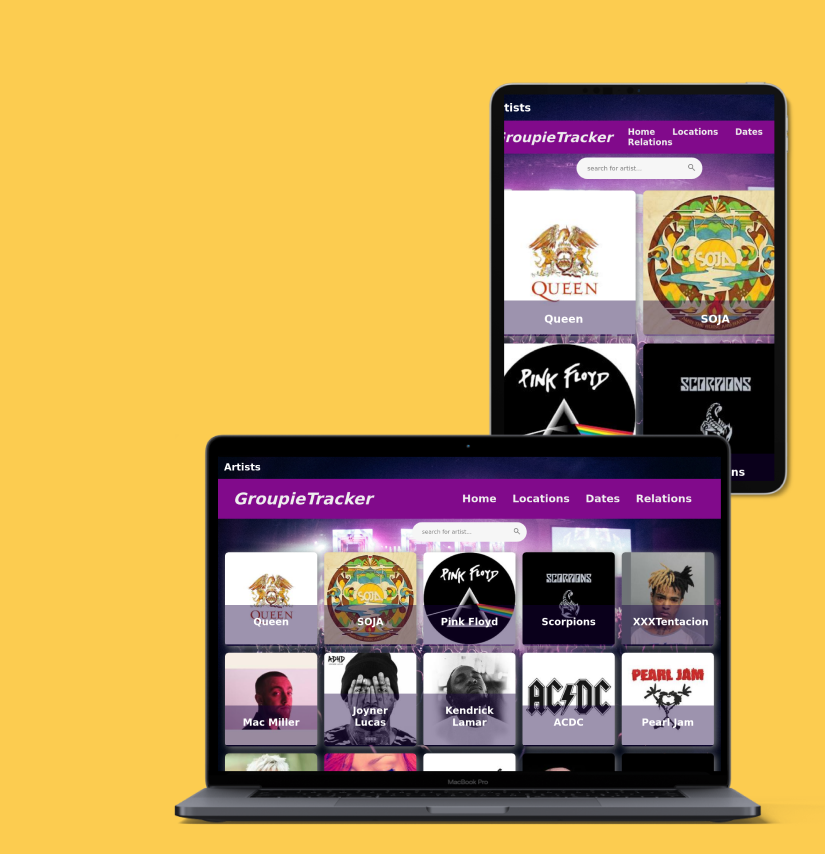 tists
GroupieTracker
Home Locations Dates
Relations
search for artist...
QUEEN
Queen
SOJA
SOJA
PINK FLOYD
SCORPIONS
ns
Artists
GroupieTracker
Home Locations Dates Relations
search for artist...
QUEEN
Queen
SOJA
SOJA
PINK FLOYD
Pink Floyd
SCORPIONS
Scorpions
XXXTentacion
Mac Miller
ADHD
Joyner
Lucas
Kendrick
Lamar
AC DC
ACDC
PEARL JAM
Pearl Jam
MacBook Pro